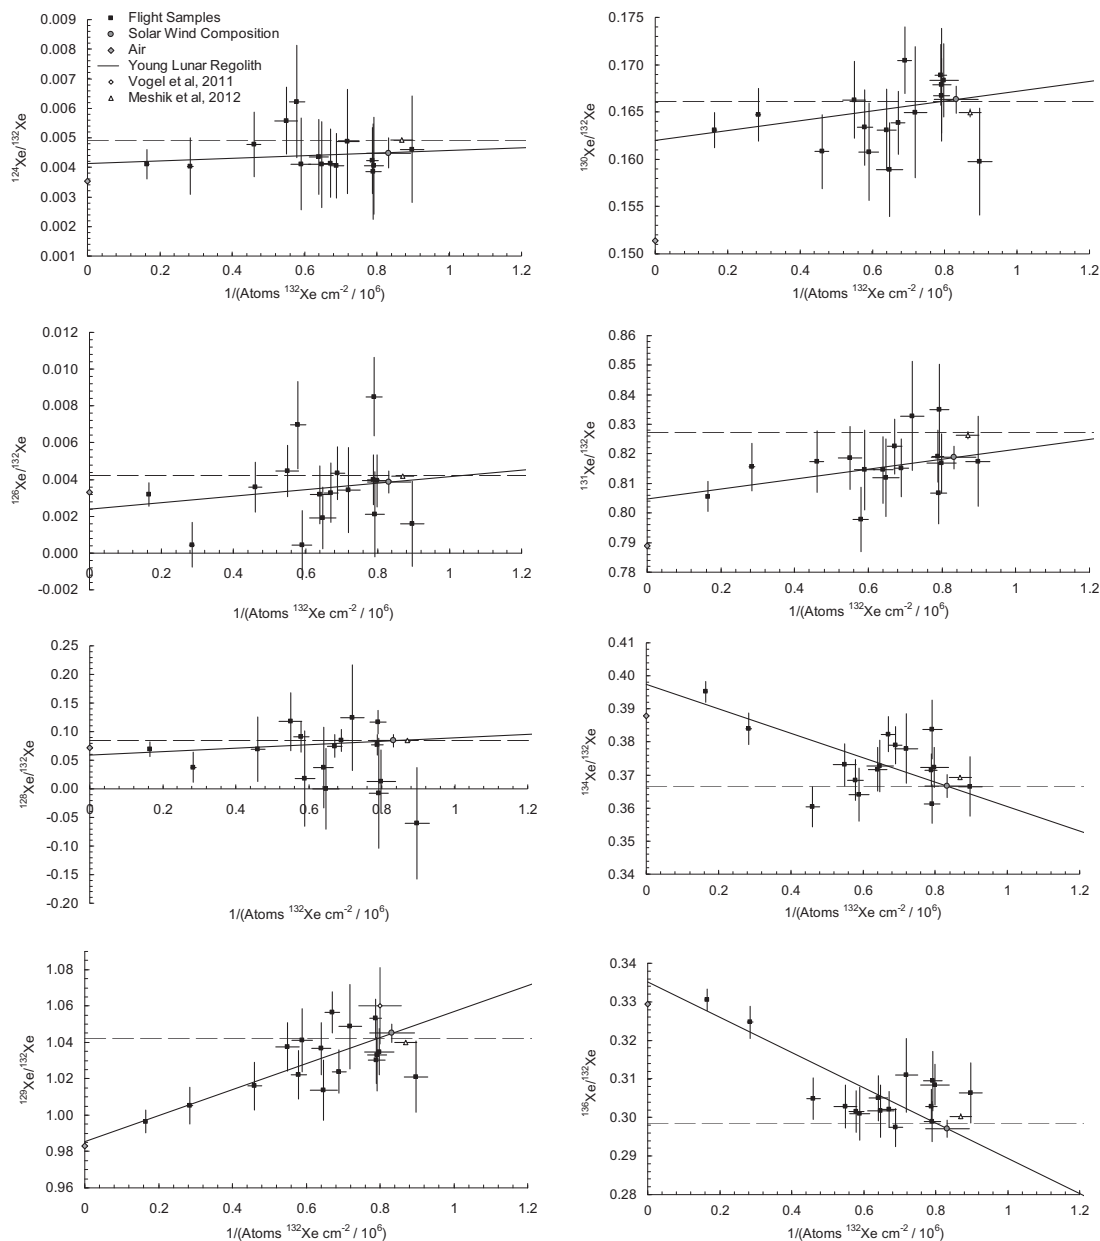 Flight Samples
Solar Wind Composition
Air
Young Lunar Regolith
Vogel et al, 2011
Meshik et al, 2012
0.009
0.008
0.007
0.006
0.005
0.004
0.003
0.002
0.001
124Xe/132Xe
0 0.2 0.4 0.6 0.8 1 1.2
1/(Atoms 132Xe cm-2 / 106)
0.175
0.170
0.165
0.160
0.155
0.150
130Xe/132Xe
0 0.2 0.4 0.6 0.8 1 1.2
1/(Atoms 132Xe cm-2 / 106)
0.012
0.010
0.008
0.006
0.004
0.002
0.000
-0.002
126Xe/132Xe
0 0.2 0.4 0.6 0.8 1 1.2
1/(Atoms 132Xe cm-2 / 106)
0.86
0.85
0.84
0.83
0.82
0.81
0.80
0.79
0.78
131Xe/132Xe
0 0.2 0.4 0.6 0.8 1 1.2
1/(Atoms 132Xe cm-2 / 106)
0.25
0.20
0.15
0.10
0.05
0.00
-0.05
-0.10
-0.15
-0.20
128Xe/132Xe
0 0.2 0.4 0.6 0.8 1 1.2
1/(Atoms 132Xe cm-2 / 106)
0.41
0.40
0.39
0.38
0.37
0.36
0.35
0.34
134Xe/132Xe
0 0.2 0.4 0.6 0.8 1 1.2
1/(Atoms 132Xe cm-2 / 106)
1.08
1.06
1.04
1.02
1.00
0.98
0.96
129Xe/132Xe
0 0.2 0.4 0.6 0.8 1 1.2
1/(Atoms 132Xe cm-2 / 106)
0.34
0.33
0.32
0.31
0.30
0.29
0.28
136Xe/132Xe
0 0.2 0.4 0.6 0.8 1 1.2
1/(Atoms 132Xe cm-2 / 106)